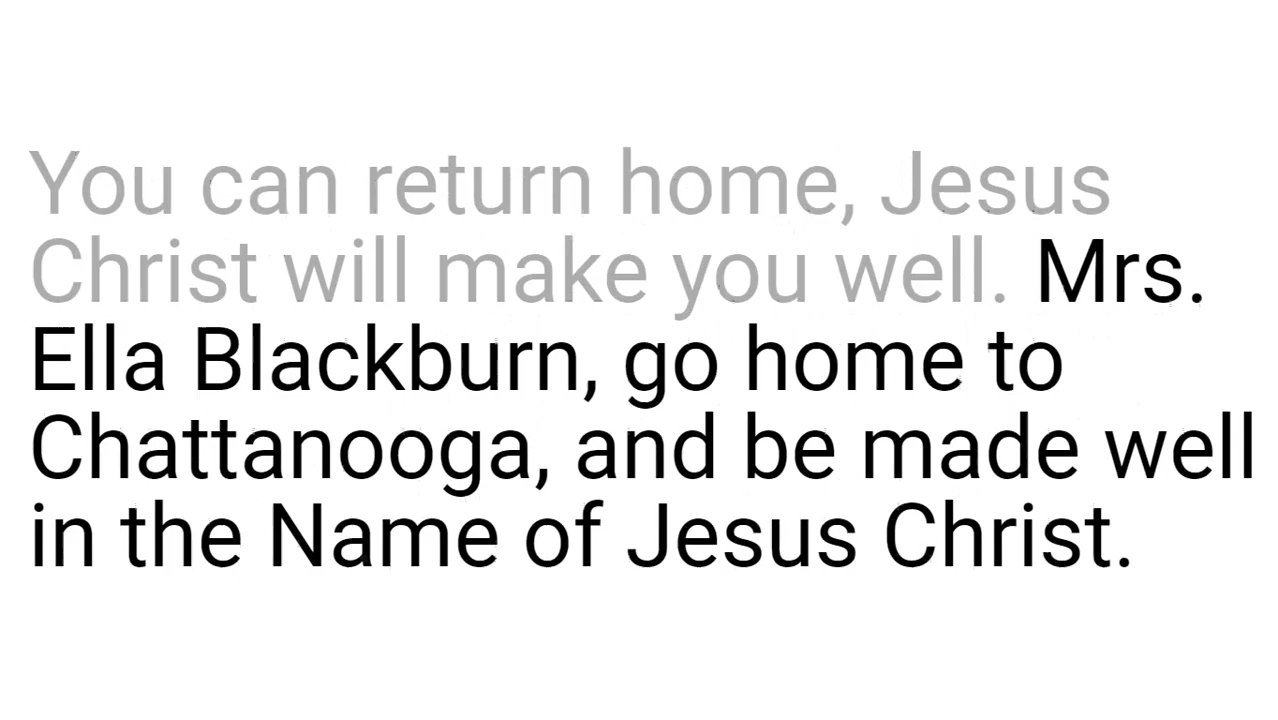 You can return home, Jesus
Christ will make you well. Mrs.
Ella Blackburn, go home to
Chattanooga, and be made well
in the Name of Jesus Christ.